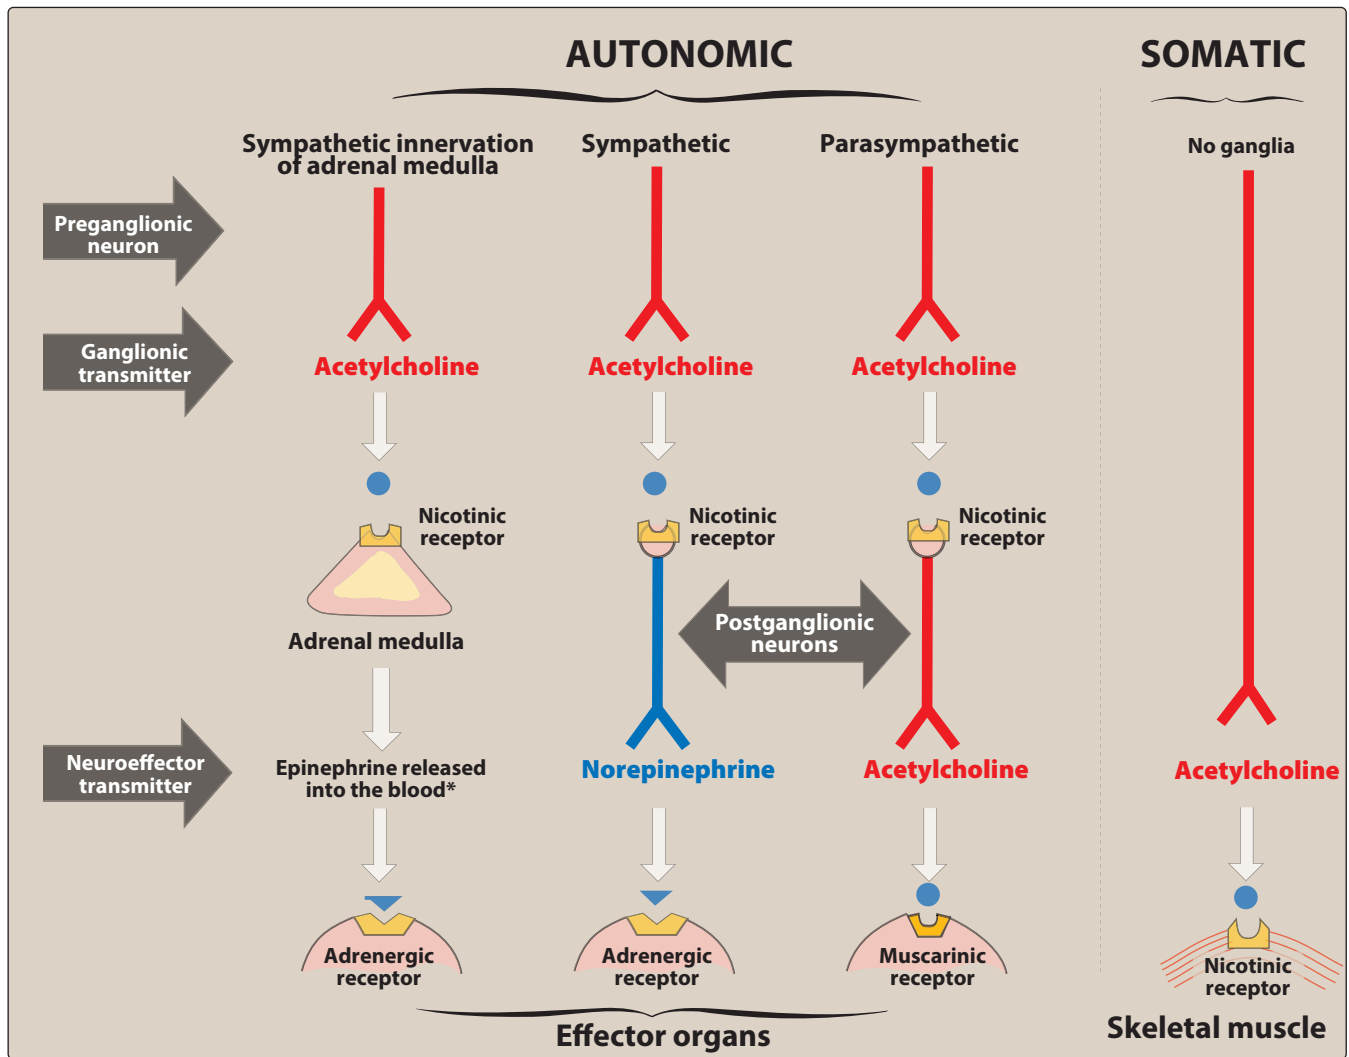 AUTONOMIC
SOMATIC
Sympathetic innervation
of adrenal medulla
Sympathetic
Parasympathetic
No ganglia
Preganglionic
neuron
Ganglionic
transmitter
Acetylcholine
Acetylcholine
Acetylcholine
Nicotinic
receptor
Nicotinic
receptor
Nicotinic
receptor
Adrenal medulla
Postganglionic
neurons
Neuroeffector
transmitter
Epinephrine released
into the blood*
Norepinephrine
Acetylcholine
Acetylcholine
Adrenergic
receptor
Adrenergic
receptor
Muscarinic
receptor
Nicotinic
receptor
Effector organs
Skeletal muscle